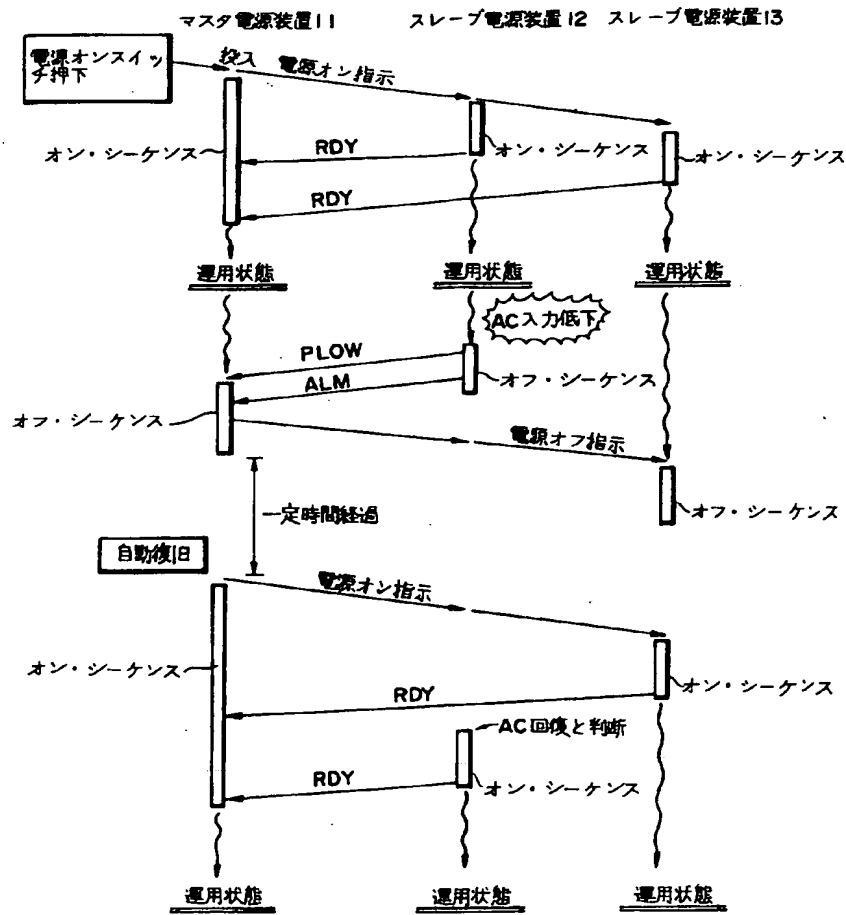 マスタ電源装置11
スレーブ電源装置12
スレーブ電源装置13
電源オンスイッ
チ押下
投入
電源オン指示
オン・シーケンス
RDY
オン・シーケンス
オン・シーケンス
RDY
運用状態
運用状態
運用状態
AC入力低下
PLOW
ALM
オフ・シーケンス
オフ・シーケンス
電源オフ指示
オフ・シーケンス
一定時間経過
自動復旧
電源オン指示
オン・シーケンス
オン・シーケンス
RDY
AC回復と判断
RDY
オン・シーケンス
運用状態
運用状態
運用状態